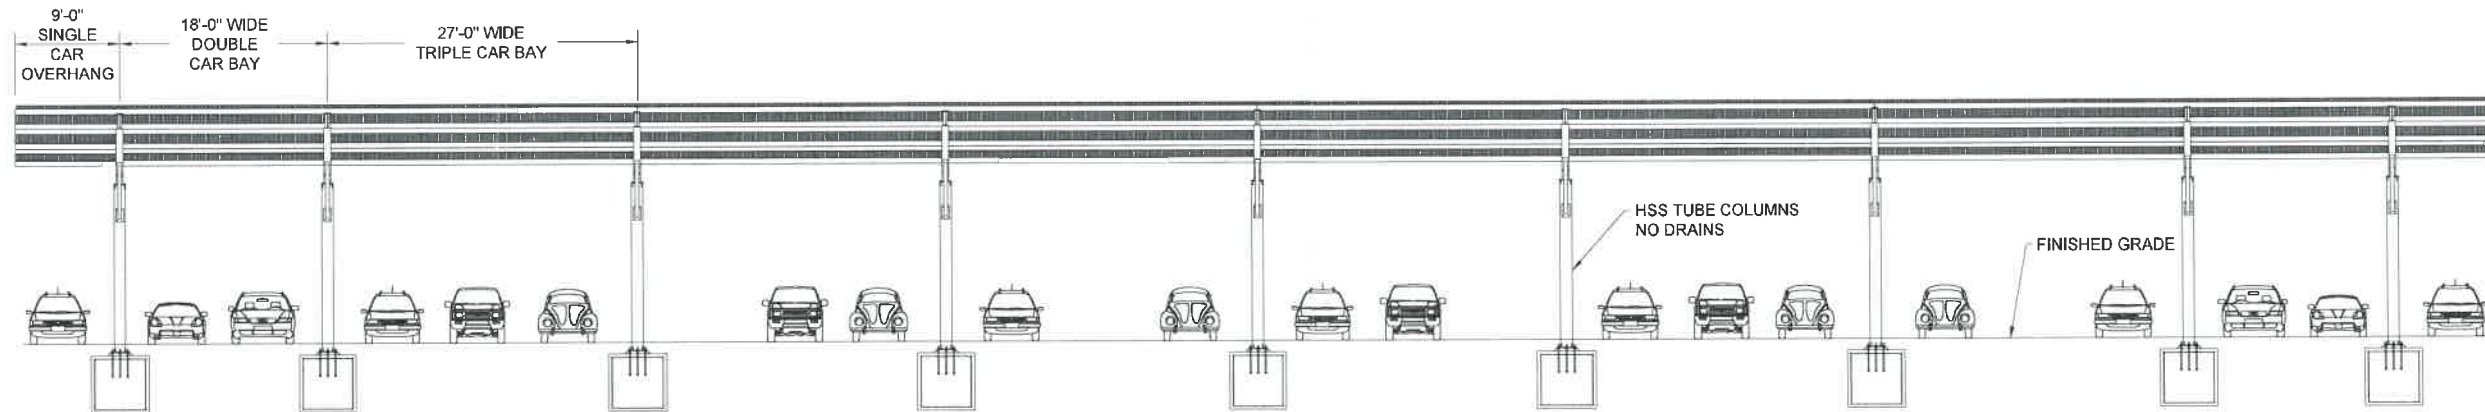 9'-0"
SINGLE
CAR
OVERHANG
18'-0" WIDE
DOUBLE
CAR BAY
27'-0" WIDE
TRIPLE CAR BAY
HSS TUBE COLUMNS
NO DRAINS
FINISHED GRADE